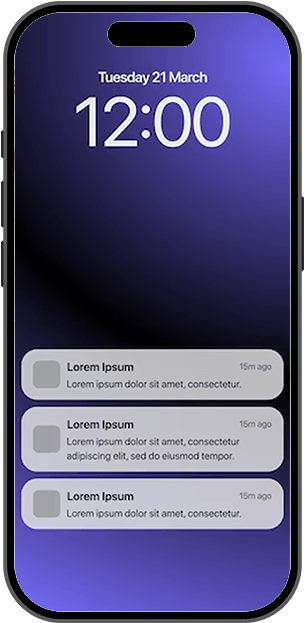 Tuesday 21 March
12:00
Lorem Ipsum 15m ago
Lorem ipsum dolor sit amet, consectetur.
Lorem Ipsum 15m ago
Lorem ipsum dolor sit amet, consectetur
adipiscing elit, sed do eiusmod tempor.
Lorem Ipsum 15m ago
Lorem ipsum dolor sit amet, consectetur.